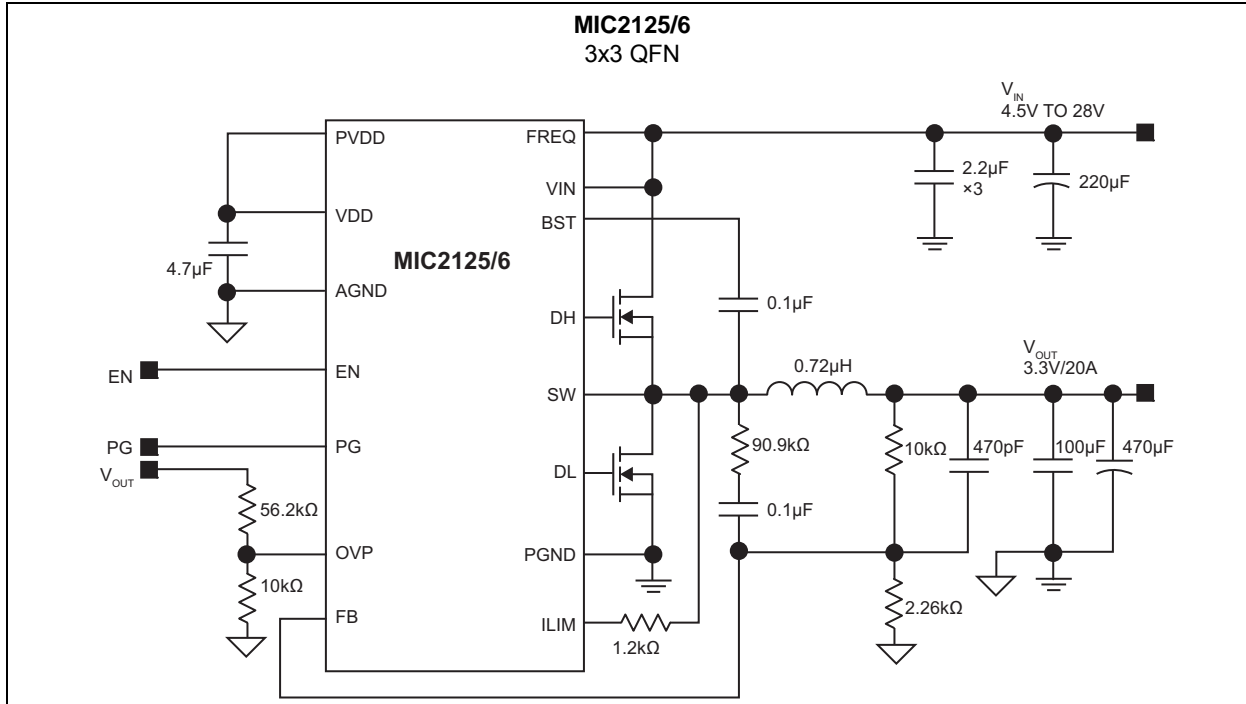 MIC2125/6
3x3 QFN
V_IN
4.5V TO 28V
PVDD
FREQ
2.2µF
×3
220µF
VIN
VDD
BST
MIC2125/6
4.7µF
AGND
0.1µF
DH
V_OUT
3.3V/20A
0.72µH
EN
EN
SW
PG
PG
90.9kΩ
10kΩ
470pF
100µF
470µF
V_OUT
DL
56.2kΩ
0.1µF
OVP
PGND
10kΩ
2.26kΩ
FB
ILIM
1.2kΩ